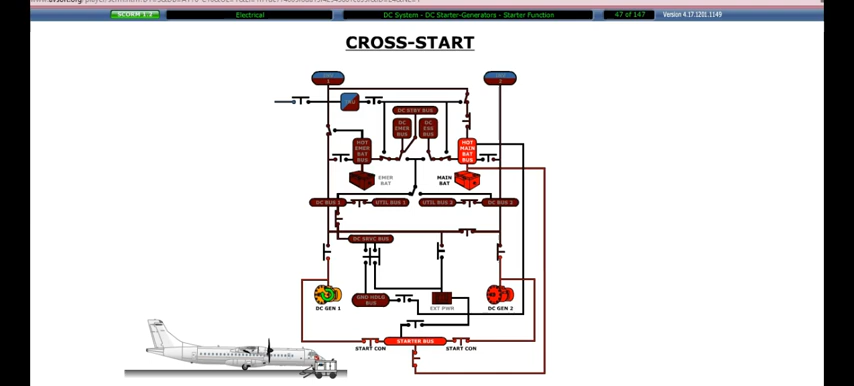 SCORM 1.2
Electrical
DC System - DC Starter-Generators - Starter Function
47 of 147
Version 4.17.1201.1149
CROSS-START
1
2
TRU
DC STBY BUS
DC
EMER
BUS
DC
ESS
BUS
HOT
EMER
BAT
BUS
HOT
MAIN
BAT
BUS
EMER
BAT
MAIN
BAT
DC BUS 1
UTIL BUS 1
UTIL BUS 2
DC BUS 2
DC SRVC BUS
DC GEN 1
GND HDLG
BUS
EXT PWR
DC GEN 2
START CON
STARTER BUS
START CON